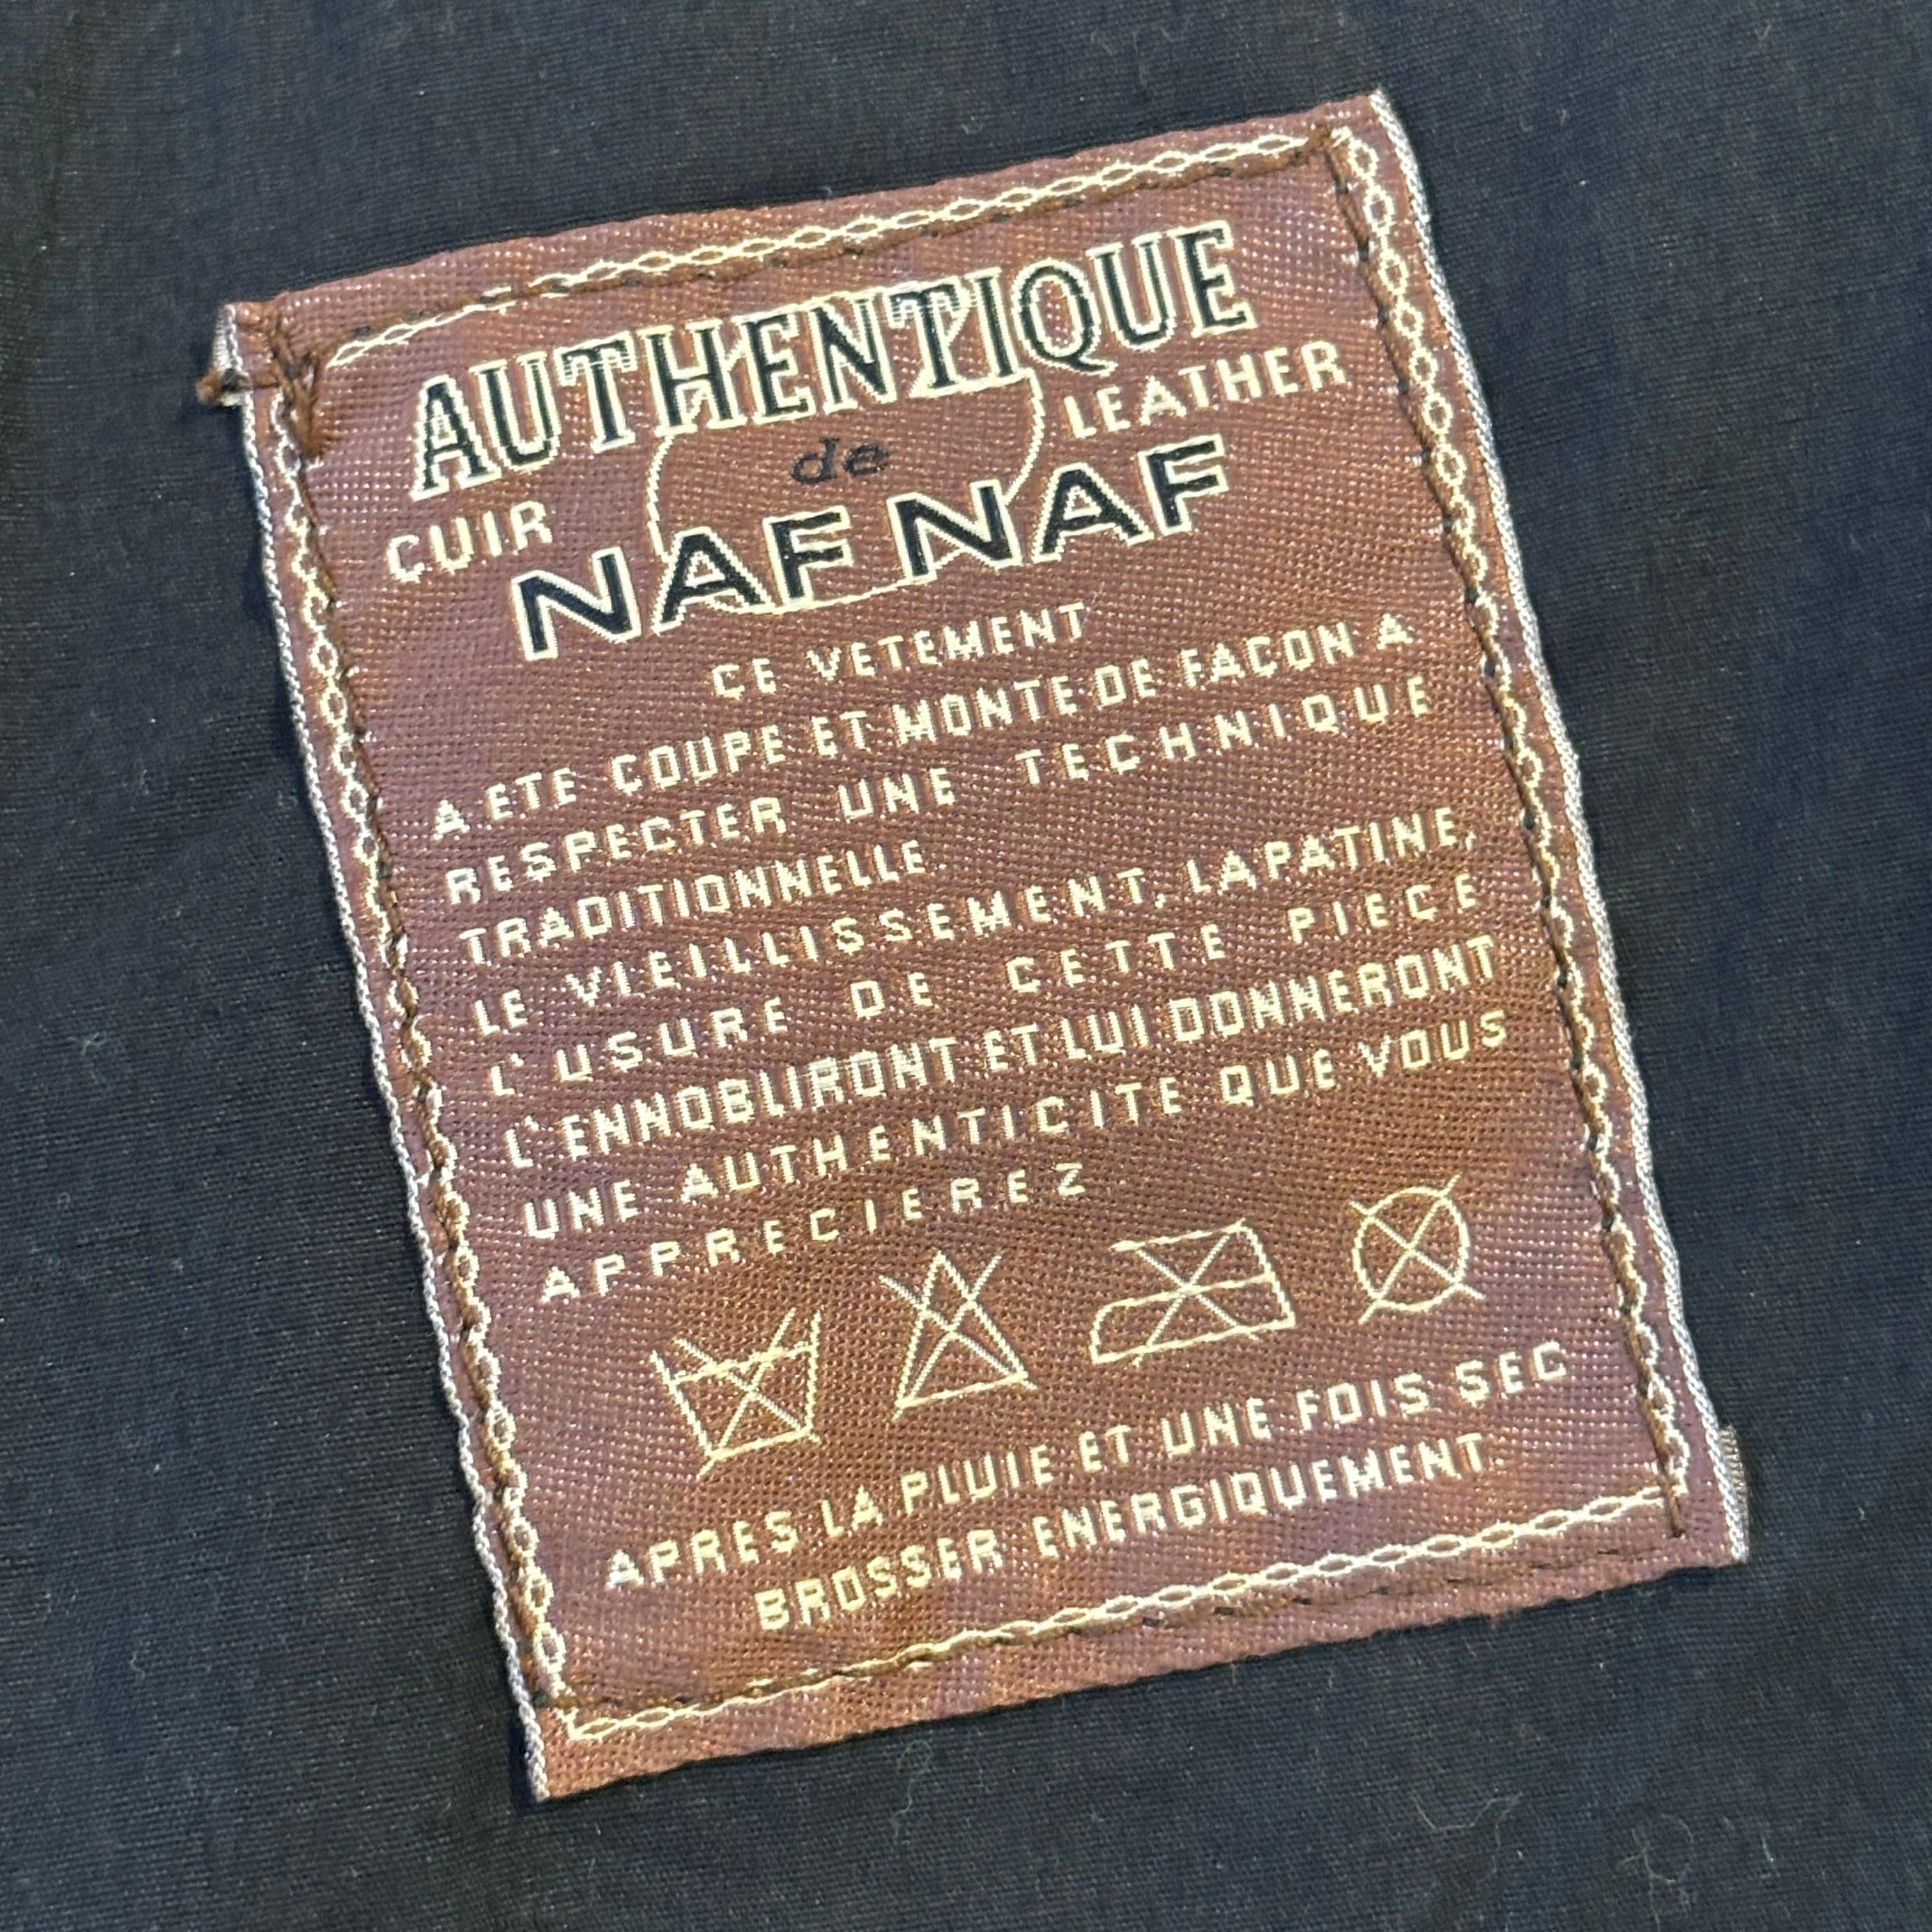 AUTHENTIQUE
CUIR de LEATHER
NAF NAF
CE VETEMENT
A ETE COUPE ET MONTE DE FACON A
RESPECTER UNE TECHNIQUE
TRADITIONNELLE.
LE VIEILLISSEMENT, LA PATINE,
L'USURE DE CETTE PIECE
L'ENNOBLIRONT ET LUI DONNERONT
UNE AUTHENTICITE QUE VOUS
APPRECIEREZ
APRES LA PLUIE ET UNE FOIS SEC
BROSSER ENERGIQUEMENT.